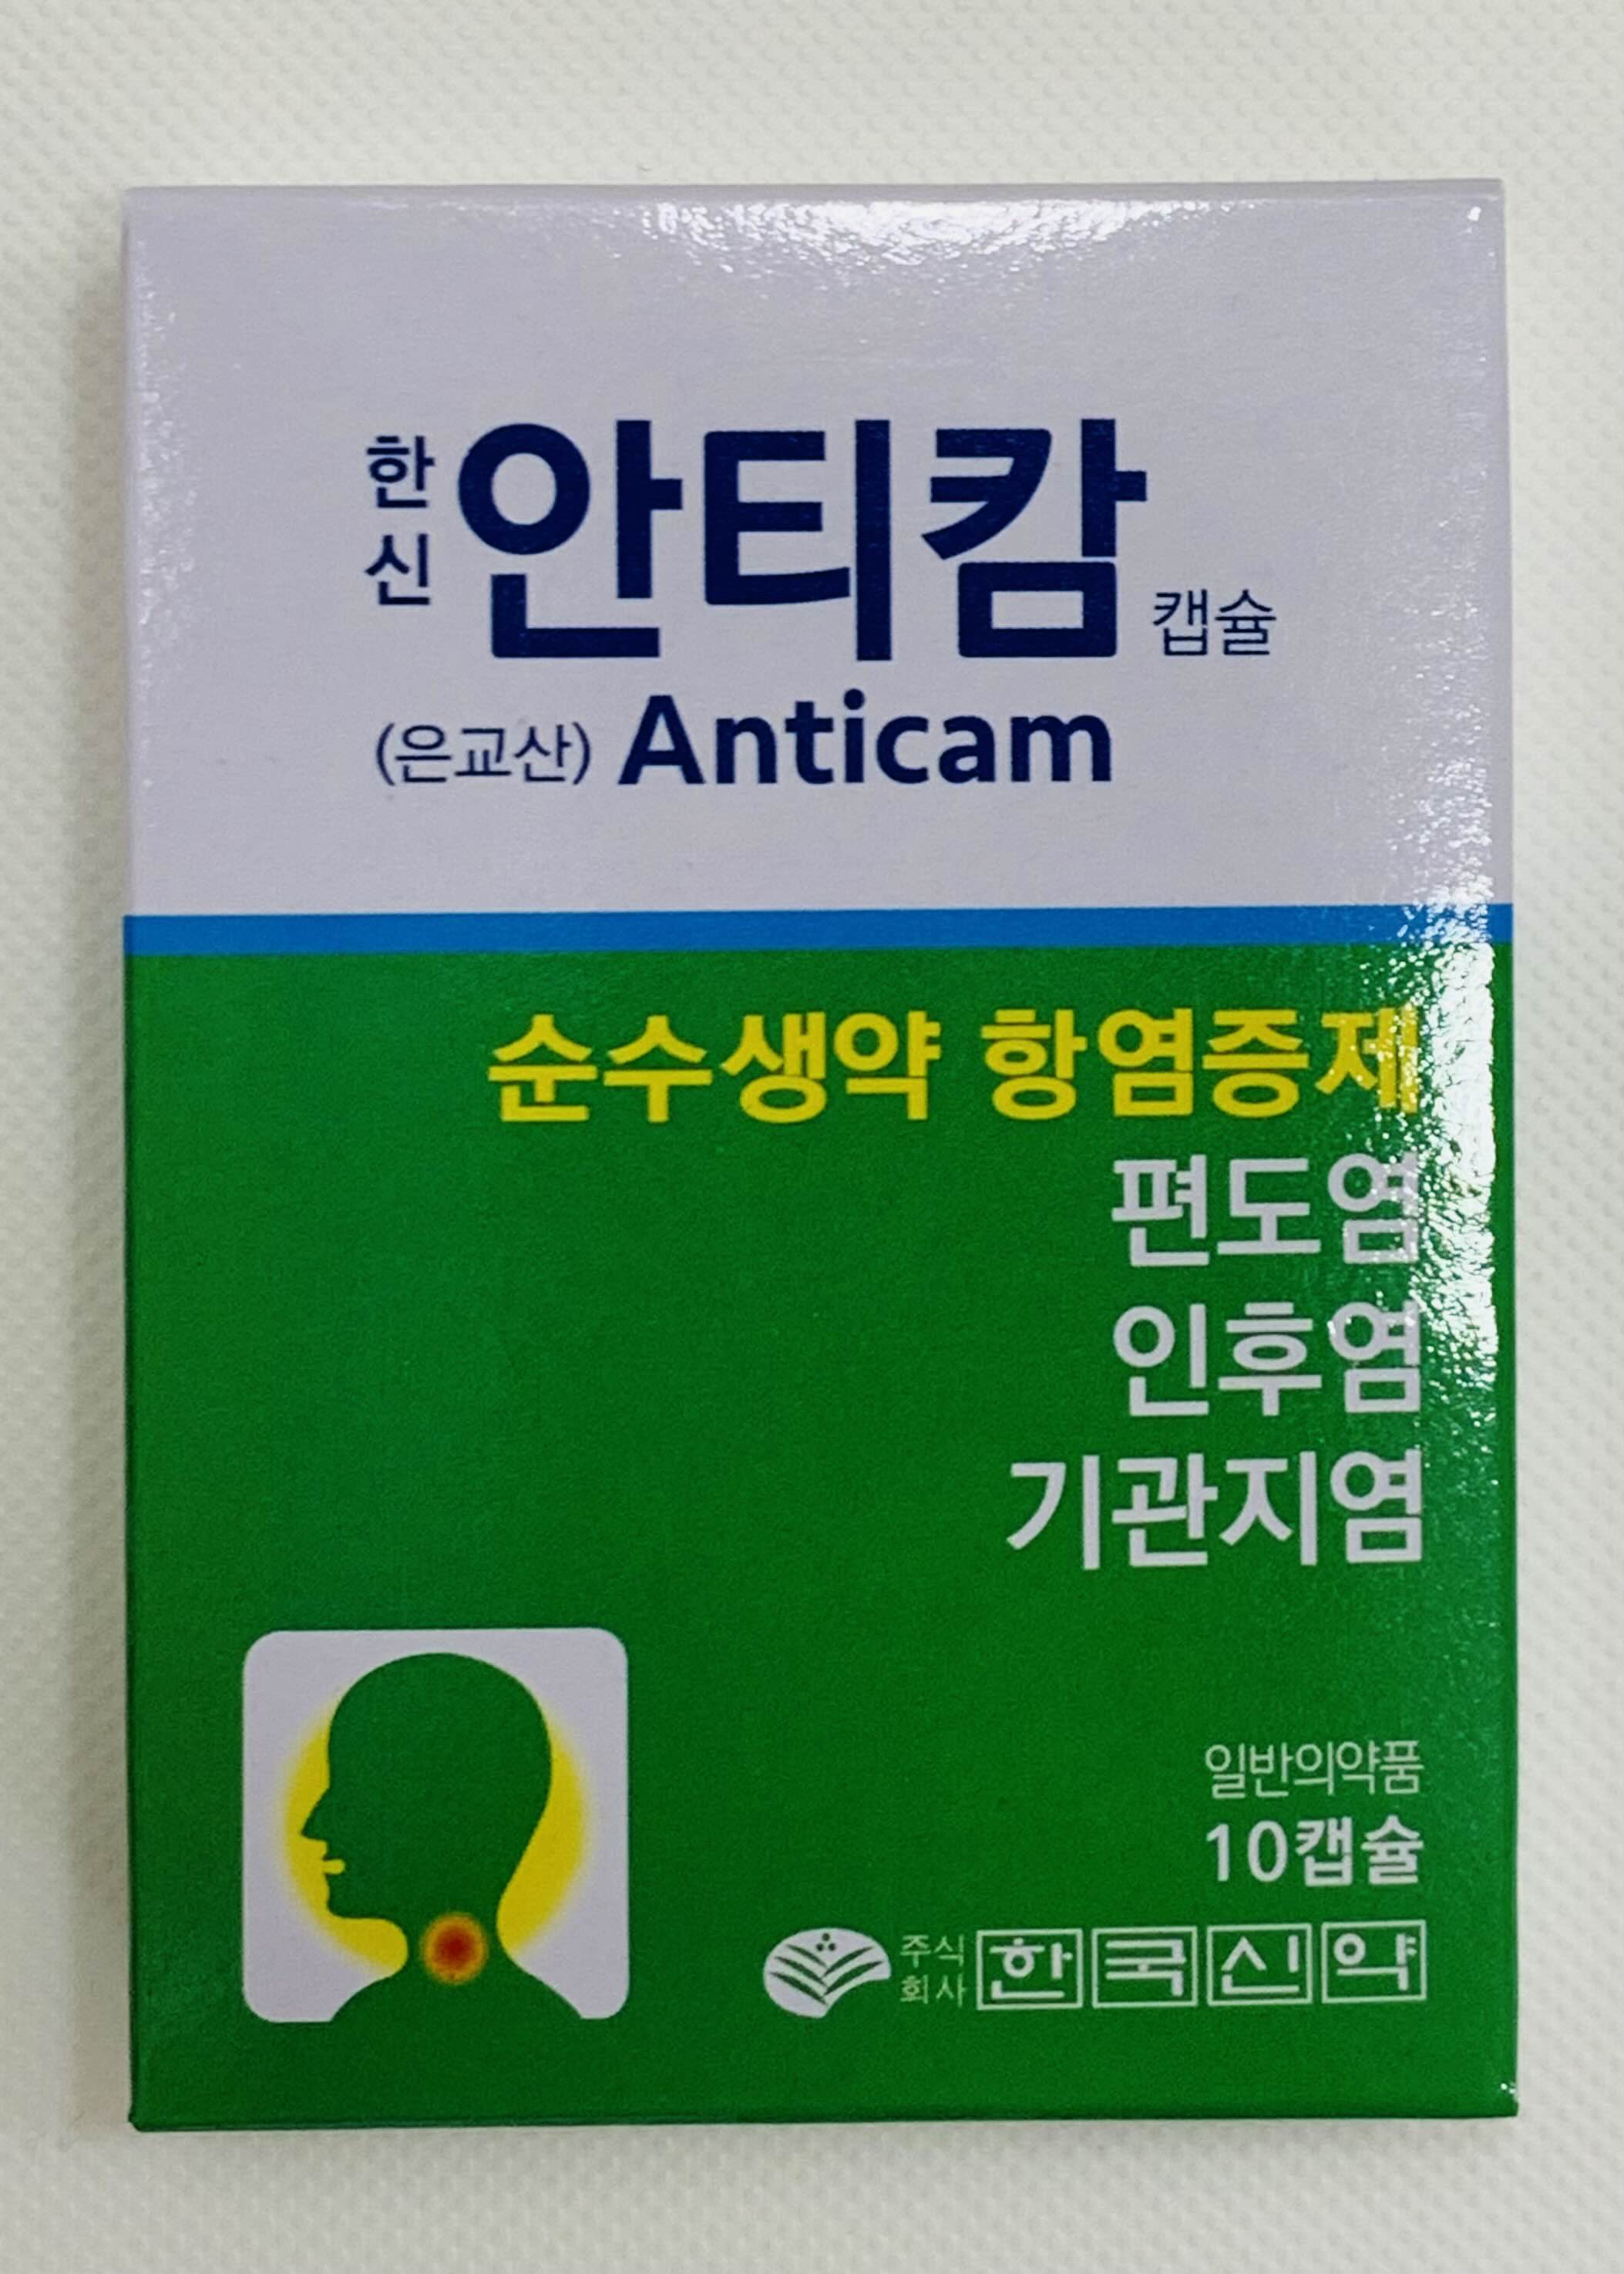 한신 안티캄 캡슐
(은교산) Anticam
순수생약 항염증제
편도염
인후염
기관지염
일반의약품
10캡슐
주식회사 한국신약